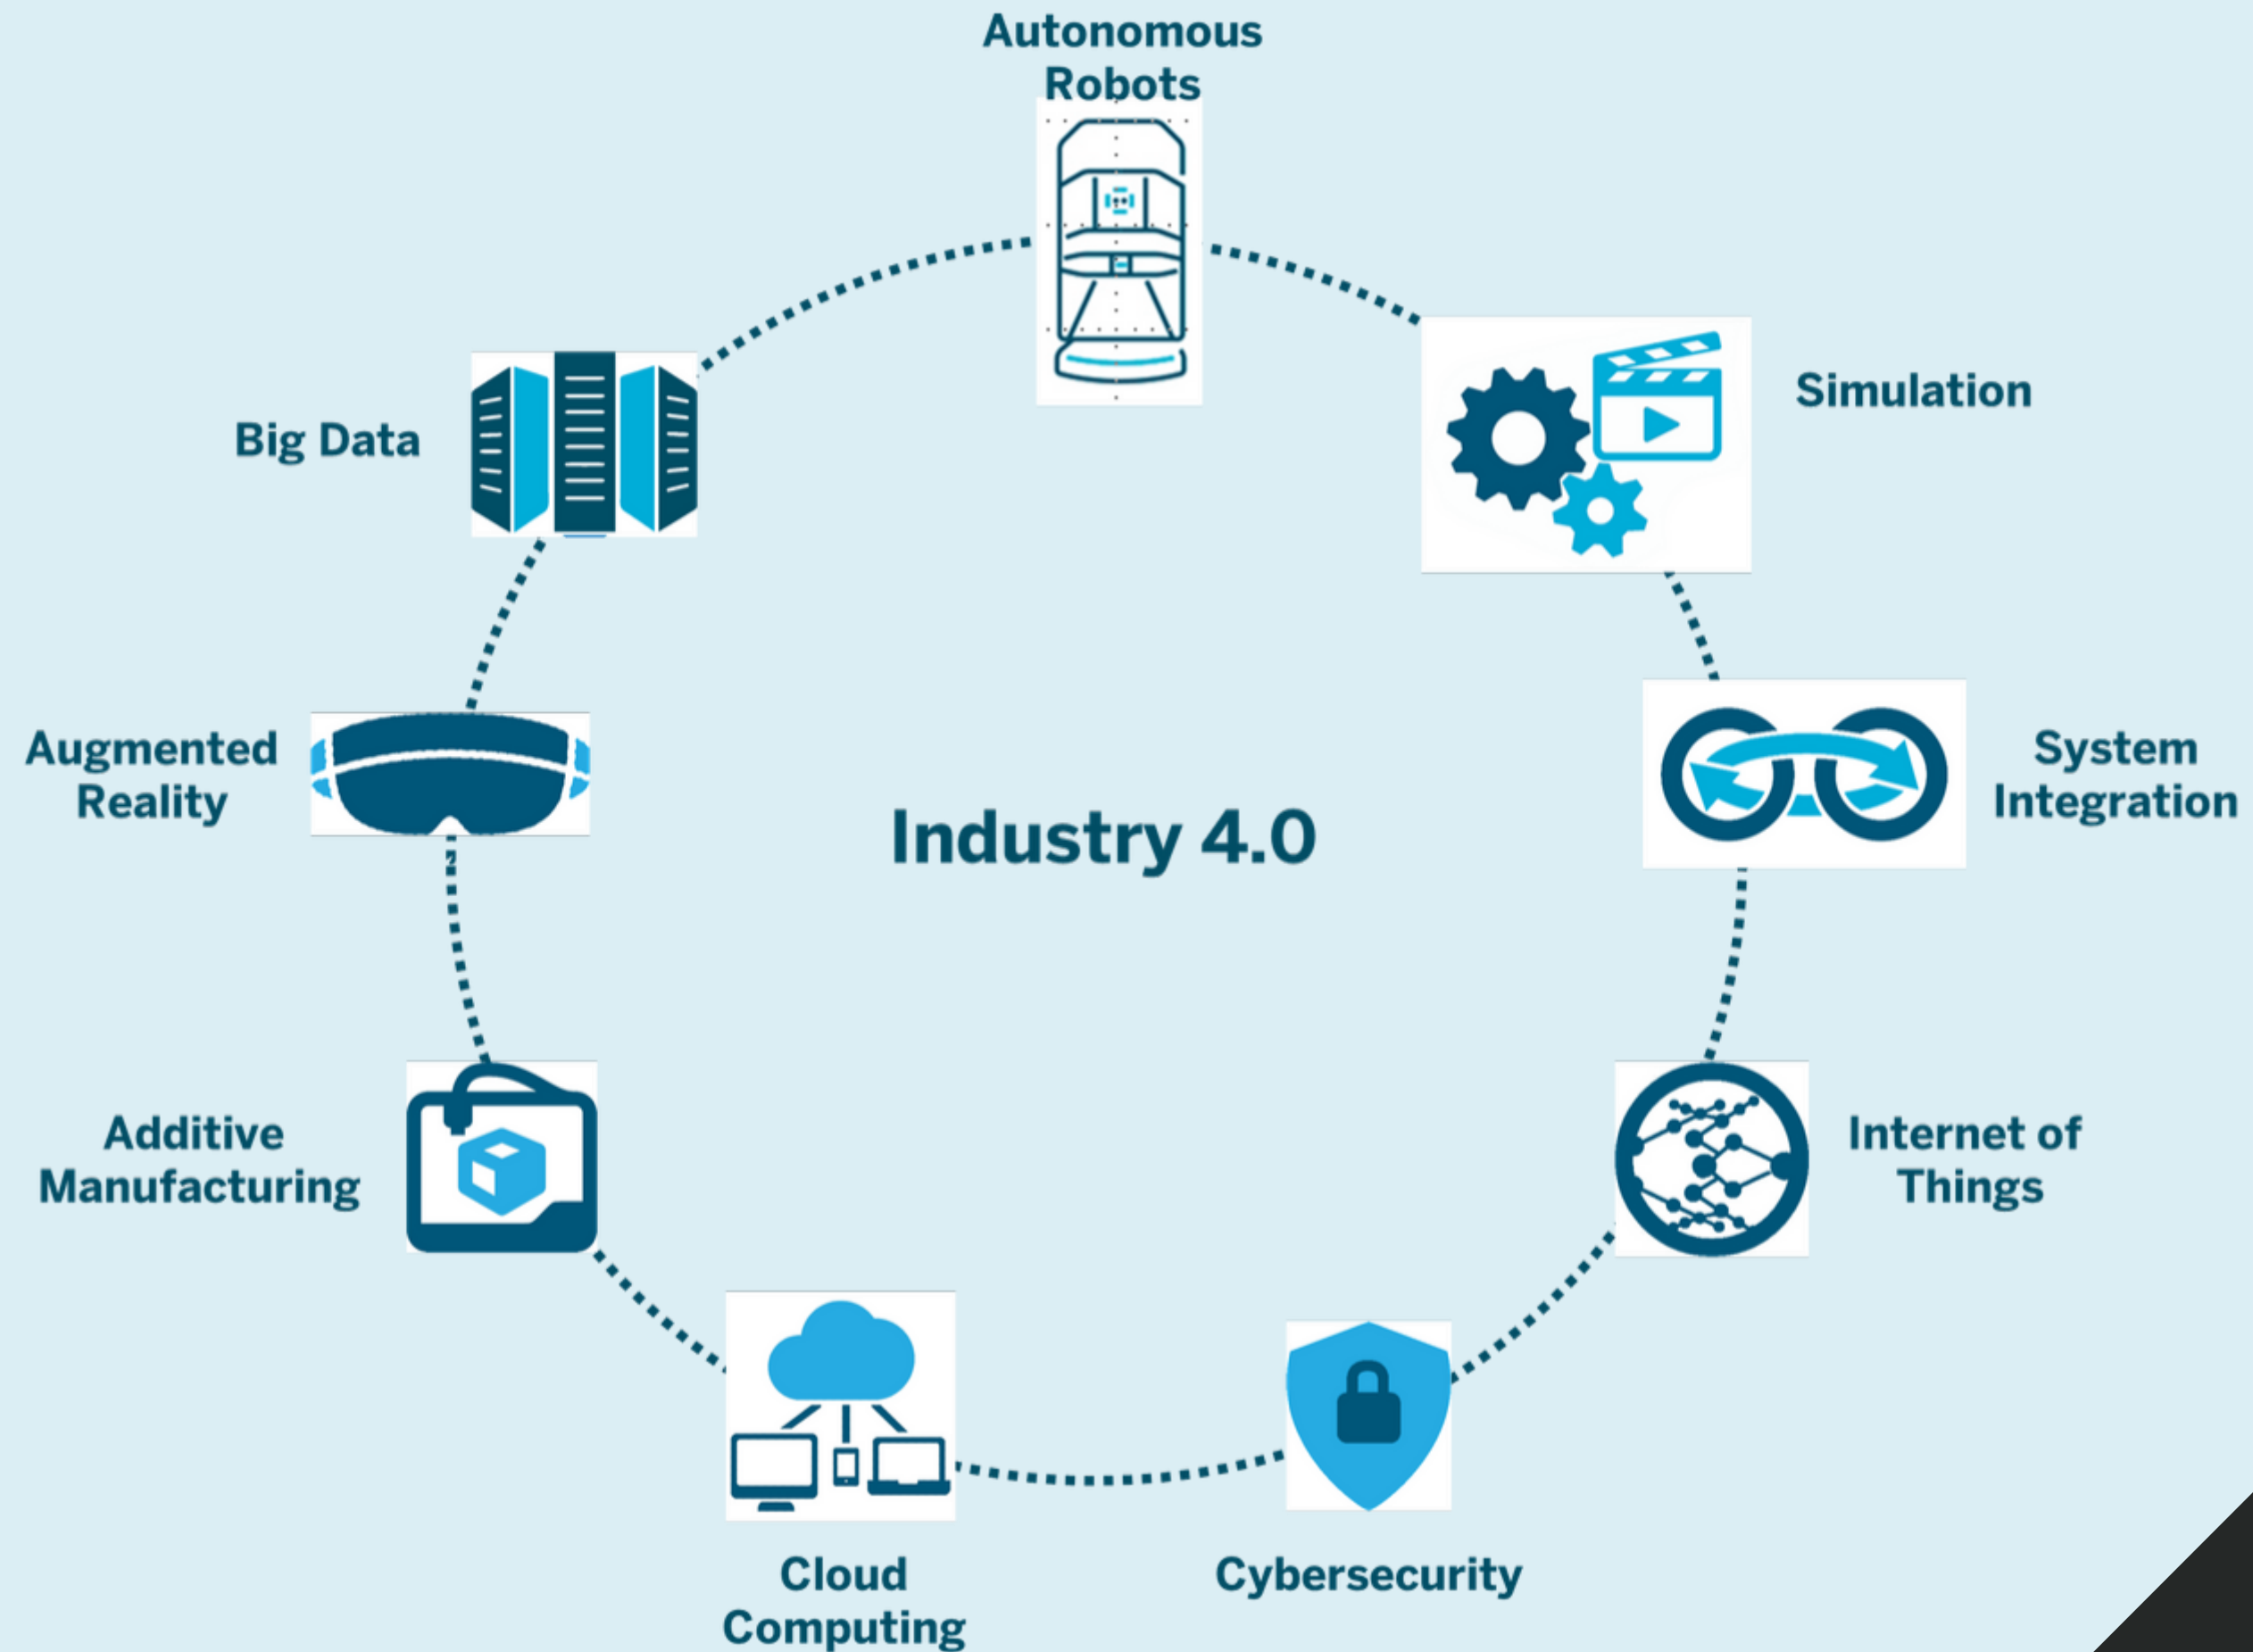 Autonomous
Robots
Simulation
Big Data
System
Integration
Augmented
Reality
Industry 4.0
Internet of
Things
Additive
Manufacturing
Cloud
Computing
Cybersecurity